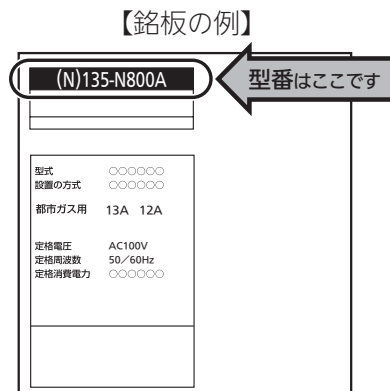 【銘板の例】
(N)135-N800A
型番はここです
型式 ○○○○○○
設置の方式 ○○○○○○
都市ガス用 13A 12A
定格電圧 AC100V
定格周波数 50／60Hz
定格消費電力 ○○○○○○